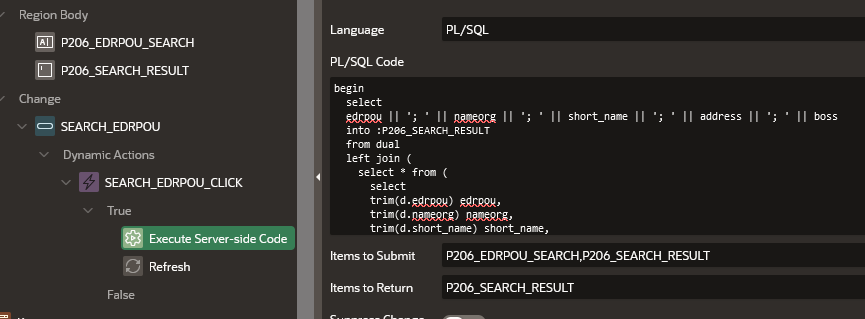 Region Body
P206_EDRPOU_SEARCH
P206_SEARCH_RESULT
Change
SEARCH_EDRPOU
Dynamic Actions
SEARCH_EDRPOU_CLICK
True
Execute Server-side Code
Refresh
False
Language
PL/SQL
PL/SQL Code
begin
select
edrpou || '; ' || nameorg || '; ' || short_name || '; ' || address || '; ' || boss
into :P206_SEARCH_RESULT
from dual
left join (
select * from (
select
trim(d.edrpou) edrpou,
trim(d.nameorg) nameorg,
trim(d.short_name) short_name,
Items to Submit
P206_EDRPOU_SEARCH,P206_SEARCH_RESULT
Items to Return
P206_SEARCH_RESULT
Suppress Change